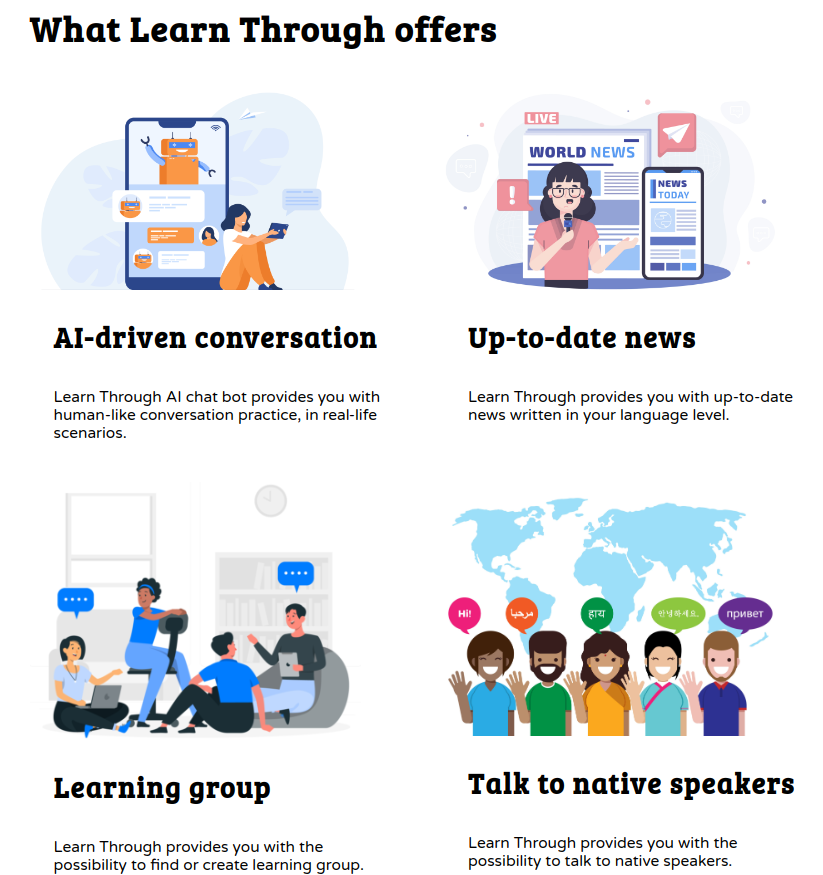 What Learn Through offers
LIVE
WORLD NEWS
NEWS
TODAY
!
AI-driven conversation
Learn Through AI chat bot provides you with
human-like conversation practice, in real-life
scenarios.
Up-to-date news
Learn Through provides you with up-to-date
news written in your language level.
Hi!
مرحبا
हाय
안녕하세요.
привет
Learning group
Learn Through provides you with the
possibility to find or create learning group.
Talk to native speakers
Learn Through provides you with the
possibility to talk to native speakers.